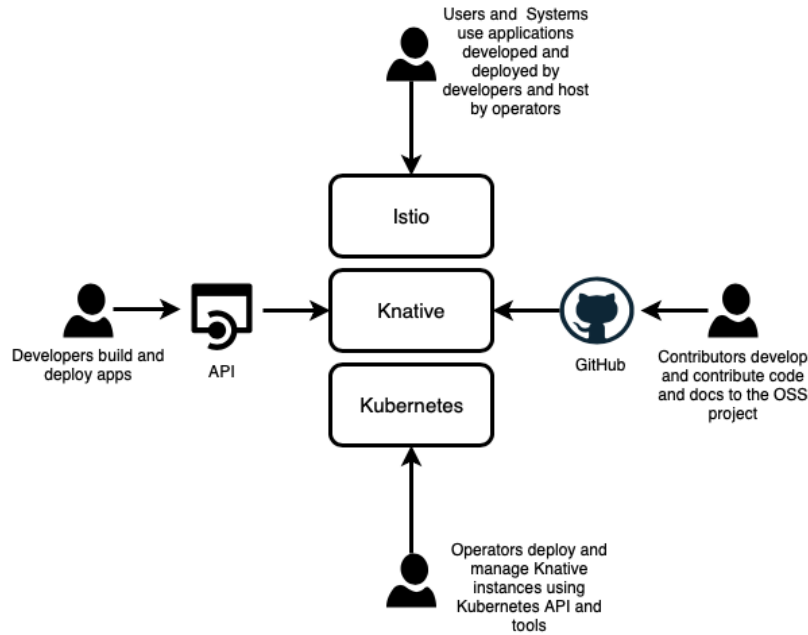 Users and Systems
use applications
developed and
deployed by
developers and host
by operators
Istio
Knative
Developers build and
deploy apps
API
GitHub
Contributors develop
and contribute code
and docs to the OSS
project
Kubernetes
Operators deploy and
manage Knative
instances using
Kubernetes API and
tools